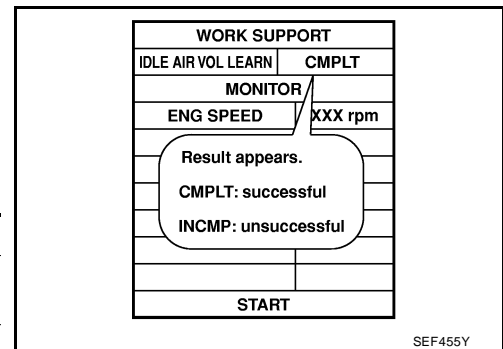 WORK SUPPORT
IDLE AIR VOL LEARN CMPLT
MONITOR
ENG SPEED XXX rpm
Result appears.
CMPLT: successful
INCMP: unsuccessful
START
SEF455Y